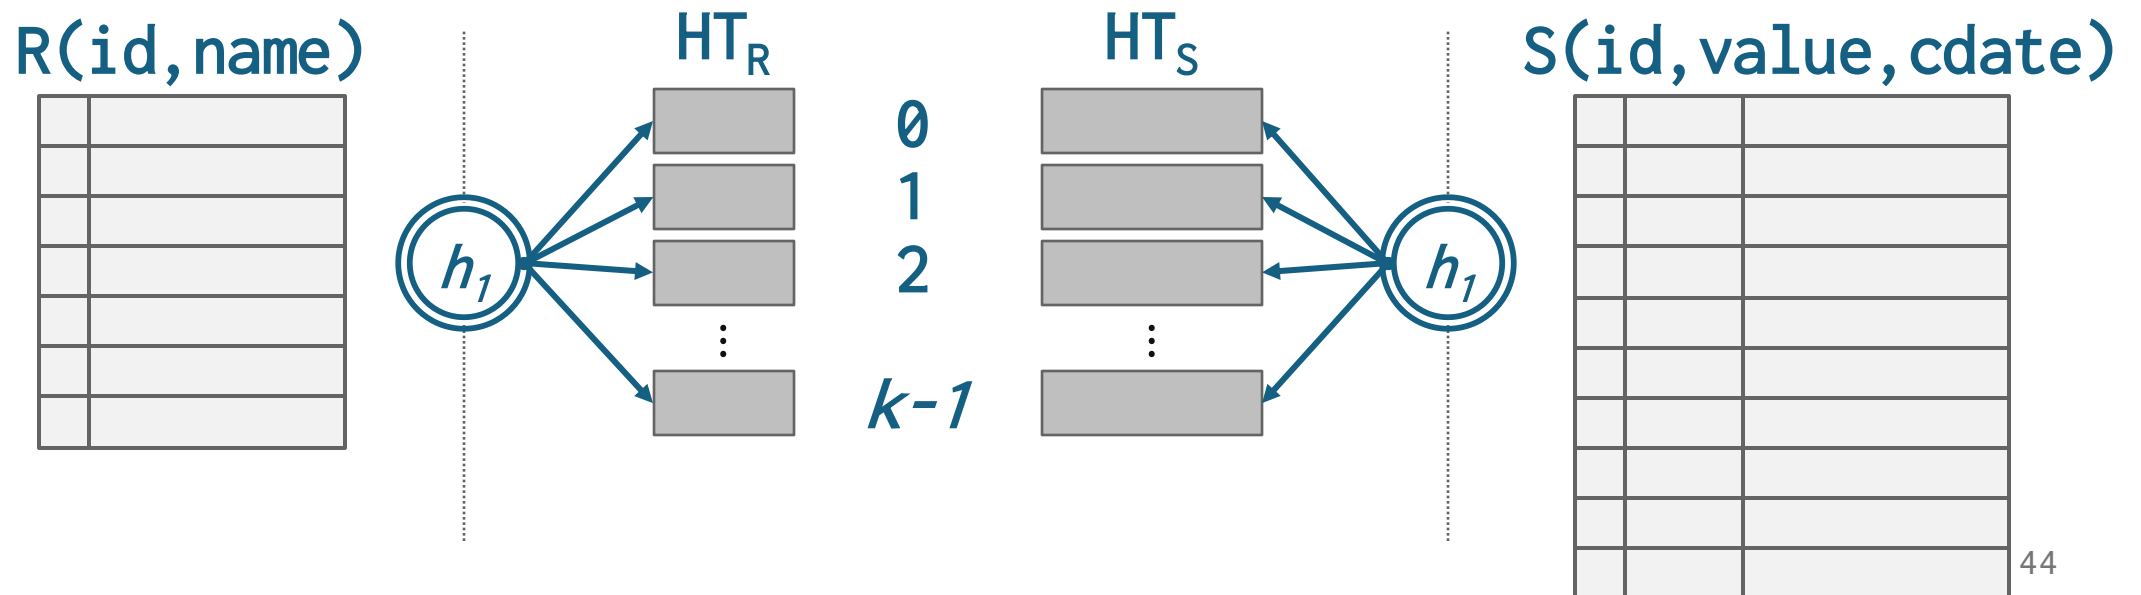 R(id,name)
HTR
HTS
S(id,value,cdate)
0
1
2
⋮
⋮
k-1
h1
h1
44